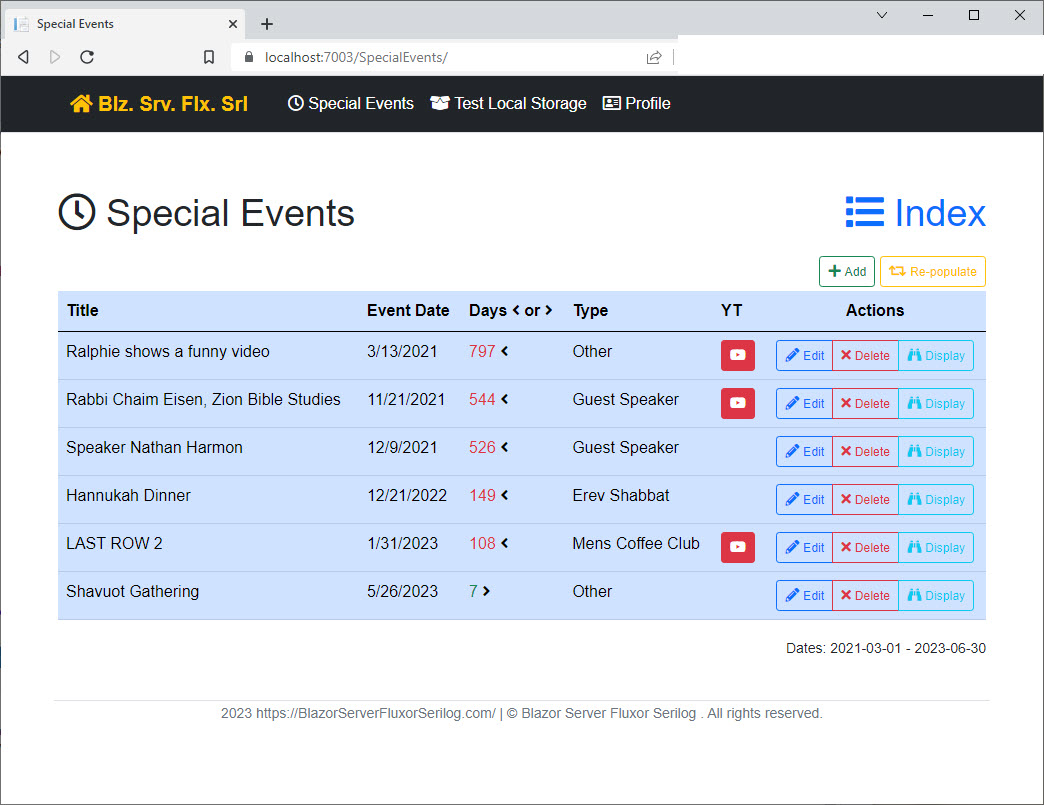 Special Events
localhost:7003/SpecialEvents/
Blz. Srv. Flx. Srl Special Events Test Local Storage Profile
Special Events Index
Add Re-populate
Title Event Date Days < or > Type YT Actions
Ralphie shows a funny video 3/13/2021 797 < Other Edit Delete Display
Rabbi Chaim Eisen, Zion Bible Studies 11/21/2021 544 < Guest Speaker Edit Delete Display
Speaker Nathan Harmon 12/9/2021 526 < Guest Speaker Edit Delete Display
Hannukah Dinner 12/21/2022 149 < Erev Shabbat Edit Delete Display
LAST ROW 2 1/31/2023 108 < Mens Coffee Club Edit Delete Display
Shavuot Gathering 5/26/2023 7 > Other Edit Delete Display
Dates: 2021-03-01 - 2023-06-30
2023 https://BlazorServerFluxorSerilog.com/ | © Blazor Server Fluxor Serilog . All rights reserved.